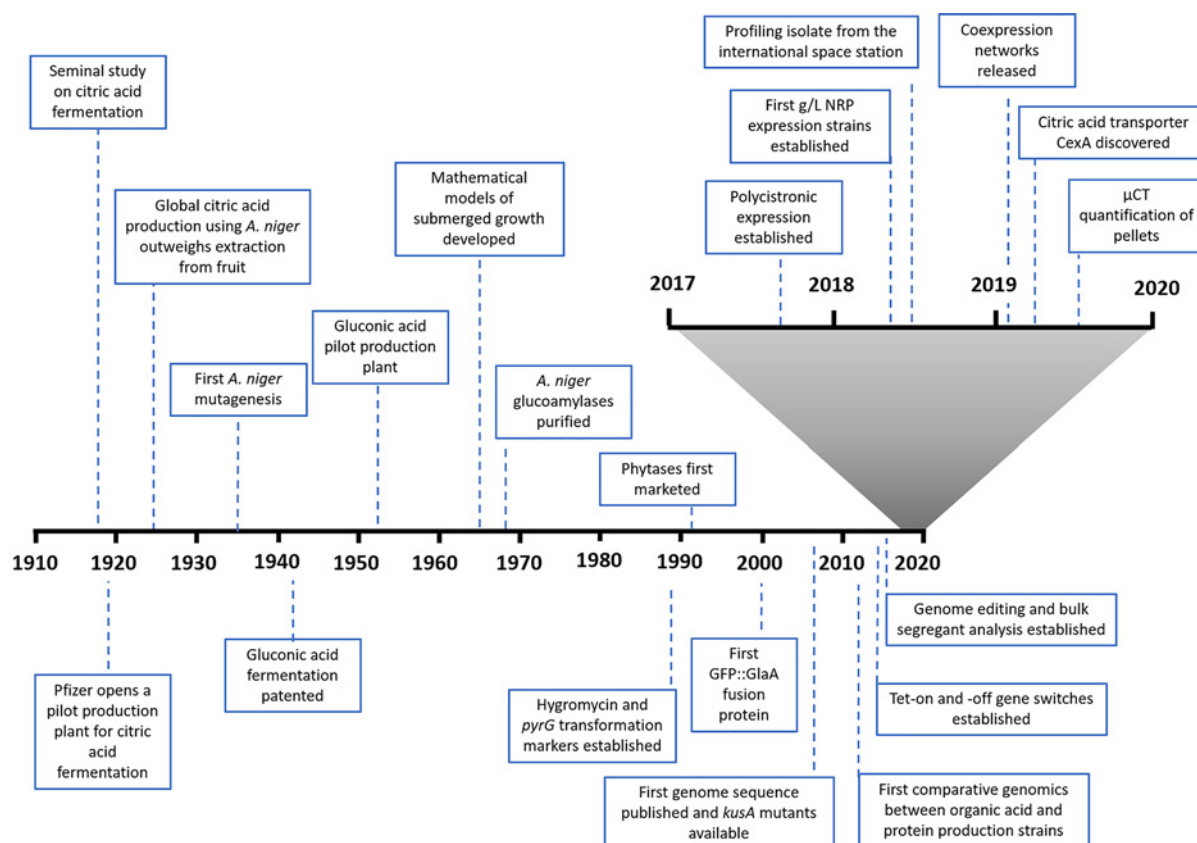 Seminal study
on citric acid
fermentation
Profiling isolate from the
international space station
Coexpression
networks
released
First g/L NRP
expression strains
established
Citric acid transporter
CexA discovered
Mathematical
models of
submerged growth
developed
Global citric acid
production using A. niger
outweighs extraction
from fruit
Polycistronic
expression
established
µCT
quantification of
pellets
2017
2018
2019
2020
Gluconic acid
pilot production
plant
First A. niger
mutagenesis
A. niger
glucoamylases
purified
Phytases first
marketed
1910
1920
1930
1940
1950
1960
1970
1980
1990
2000
2010
2020
Pfizer opens a
pilot production
plant for citric
acid
fermentation
Gluconic acid
fermentation
patented
Hygromycin and
pyrG transformation
markers established
First
GFP::GlaA
fusion
protein
Genome editing and bulk
segregant analysis established
Tet-on and -off gene switches
established
First genome sequence
published and kusA mutants
available
First comparative genomics
between organic acid and
protein production strains